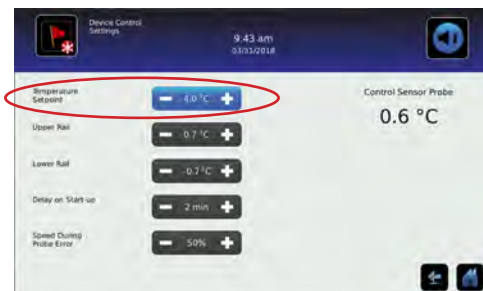 Device Control
Settings
9:43 am
03/31/2018
Temperature
Setpoint
4.0 °C
Control Sensor Probe
0.6 °C
Upper Rail
0.7 °C
Lower Rail
-0.7 °C
Delay on Start-up
2 min
Speed During
Probe Error
50%